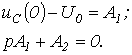 u_C(0) − U_0 = A_1;
pA_1 + A_2 = 0.